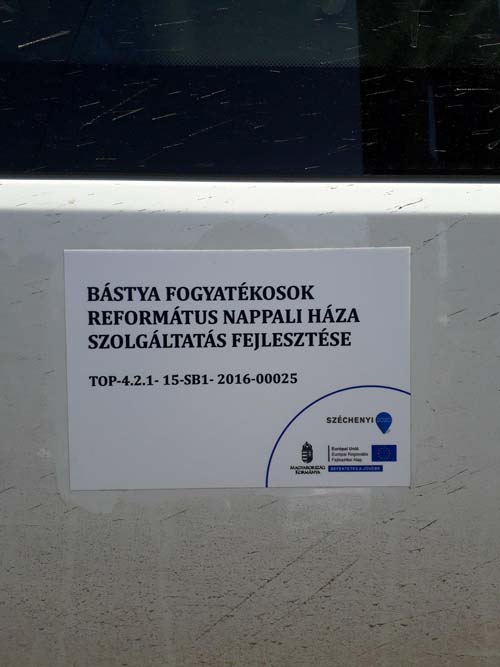 BÁSTYA FOGYATÉKOSOK
REFORMÁTUS NAPPALI HÁZA
SZOLGÁLTATÁS FEJLESZTÉSE
TOP-4.2.1- 15-SB1- 2016-00025
SZÉCHENYI 2020
MAGYARORSZÁG
KORMÁNYA
Európai Unió
Európai Regionális
Fejlesztési Alap
BEFEKTETÉS A JÖVŐBE